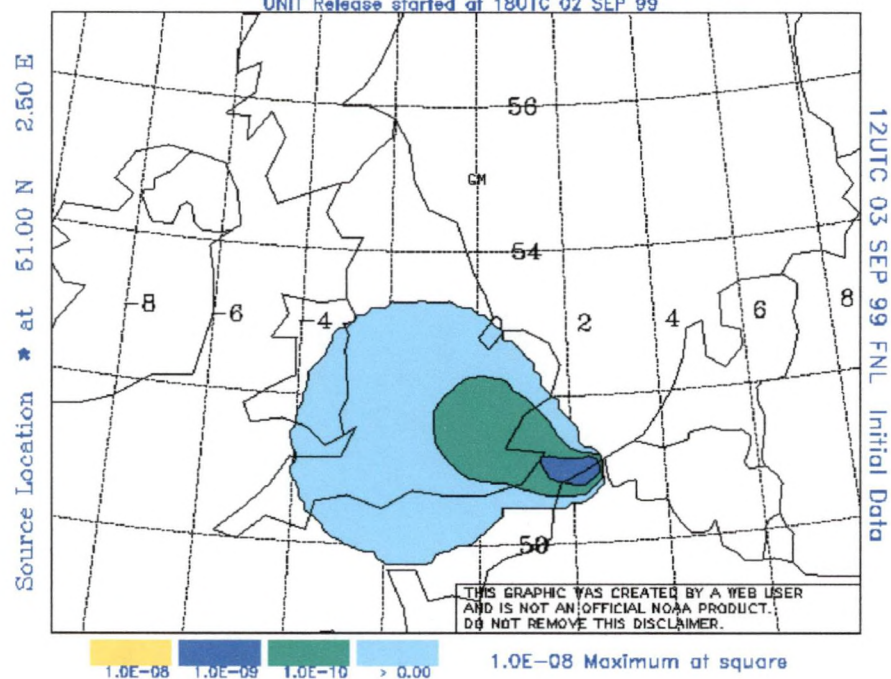 UNIT Release started at 18UTC 02 SEP 99
Source Location * at 51.00 N 2.50 E
56
GM
54
-8
-6
-4
2
4
6
8
50
12UTC 03 SEP 99 FNL Initial Data
THIS GRAPHIC WAS CREATED BY A WEB USER
AND IS NOT AN OFFICIAL NOAA PRODUCT.
DO NOT REMOVE THIS DISCLAIMER.
1.0E-08
1.0E-09
1.0E-10
> 0.00
1.0E-08 Maximum at square